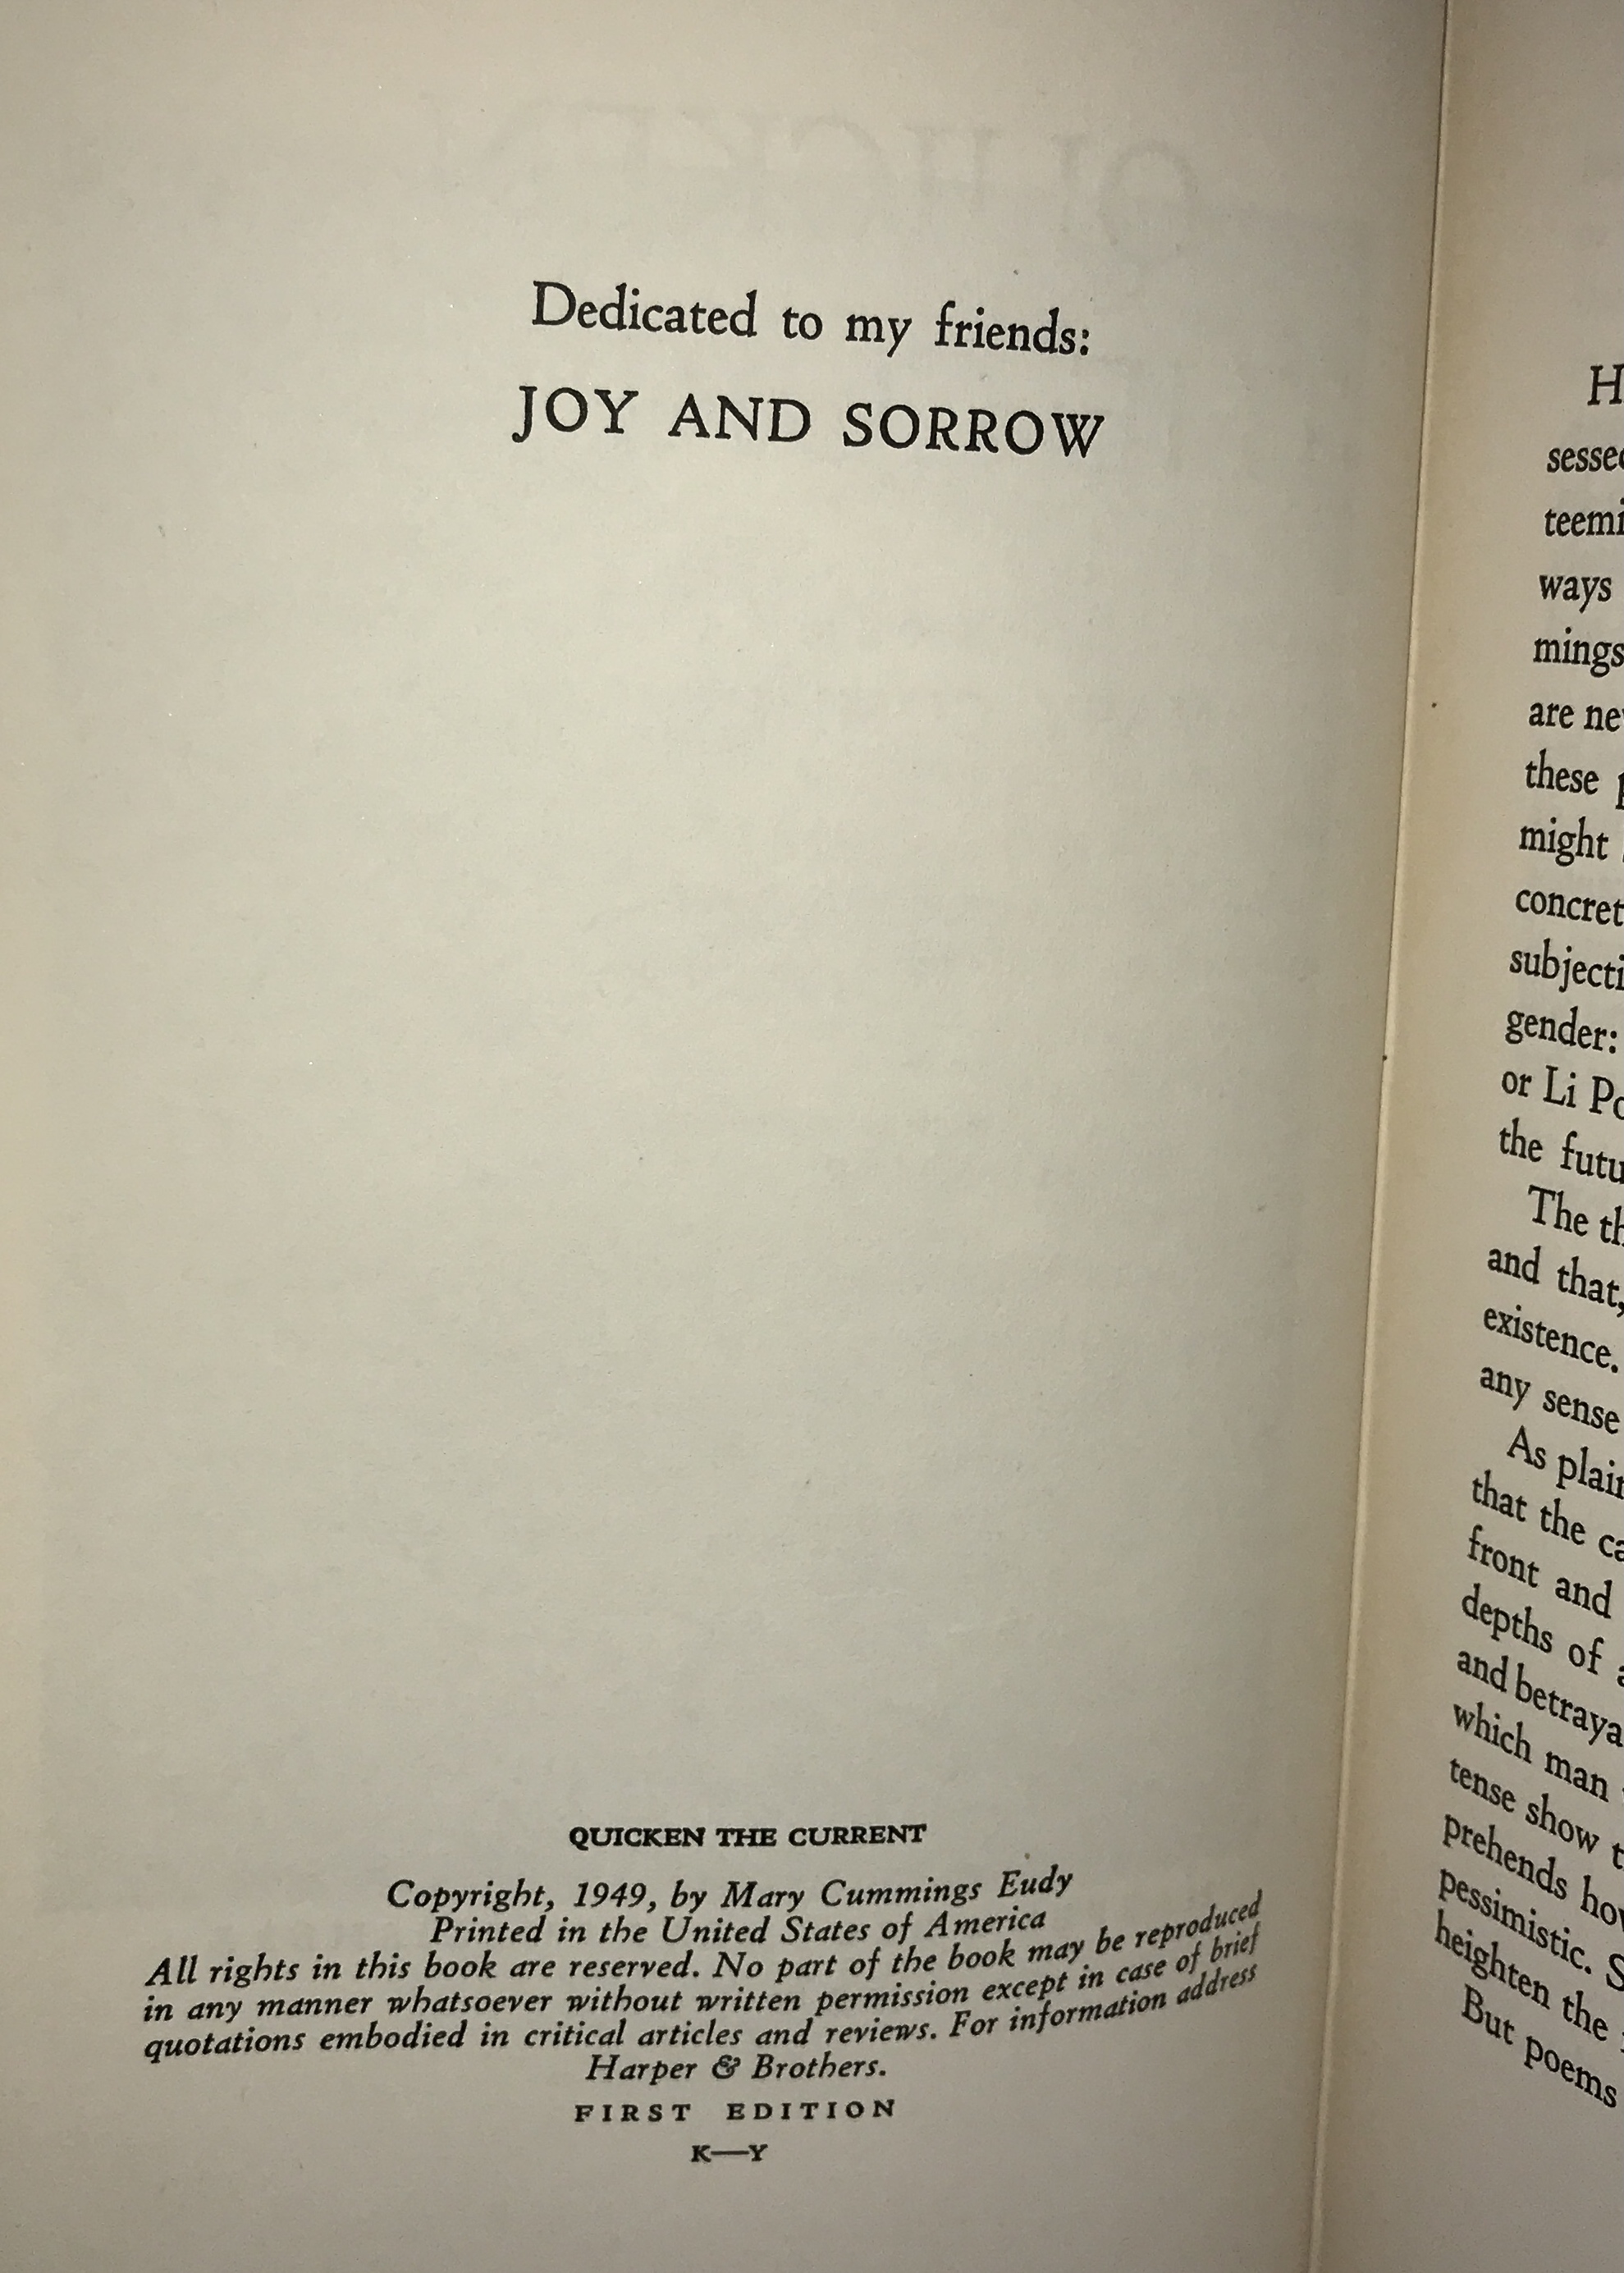 Dedicated to my friends:
JOY AND SORROW
QUICKEN THE CURRENT
Copyright, 1949, by Mary Cummings Eudy
Printed in the United States of America
All rights in this book are reserved. No part of the book may be reproduced
in any manner whatsoever without written permission except in case of brief
quotations embodied in critical articles and reviews. For information address
Harper & Brothers.
FIRST EDITION
K—Y
H
teemi
ways
mings
are
these
might
concret
subjecti
gender:
or Li Po
the futu
The th
and that,
existence.
any sense
As plain
that the ca
front and
depths of a
and betraya
which man
tense show t
prehends how
pessimistic. S
heighten the
But poems